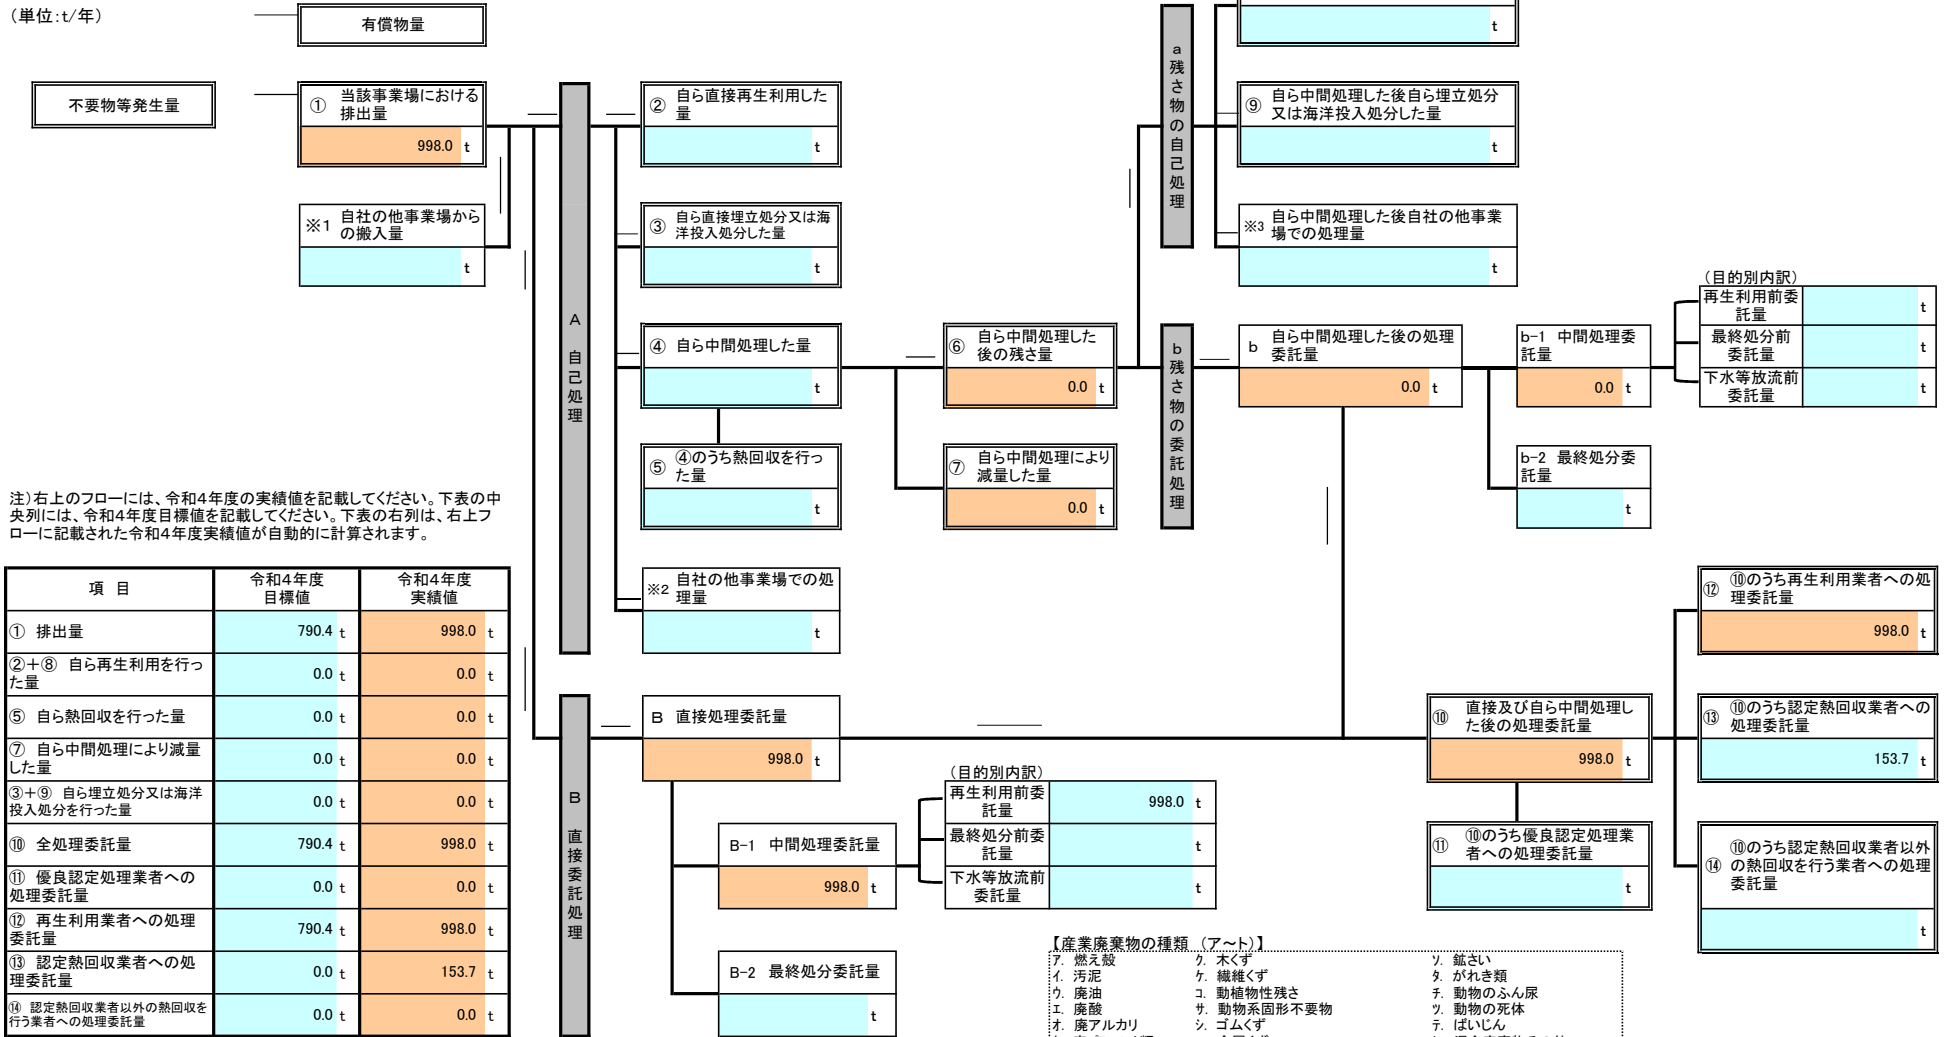 (単位:t/年)
有償物量
t
不要物等発生量
① 当該事業場における
排出量
998.0 t
※1 自社の他事業場から
の搬入量
t
A 自己処理
② 自ら直接再生利用した
量
t
③ 自ら直接埋立処分又は海
洋投入処分した量
t
④ 自ら中間処理した量
t
⑤ ④のうち熱回収を行っ
た量
t
※2 自社の他事業場での処
理量
t
⑥ 自ら中間処理した
後の残さ量
0.0 t
⑦ 自ら中間処理により
減量した量
0.0 t
a残さ物の自己処理
⑨ 自ら中間処理した後自ら埋立処分
又は海洋投入処分した量
t
※3 自ら中間処理した後自社の他事業
場での処理量
t
b残さ物の委託処理
b 自ら中間処理した後の処理
委託量
0.0 t
b-1 中間処理委
託量
0.0 t
(目的別内訳)
再生利用前委
託量
t
最終処分前
委託量
t
下水等放流前
委託量
t
b-2 最終処分委
託量
t
注)右上のフローには、令和4年度の実績値を記載してください。下表の中
央列には、令和4年度目標値を記載してください。下表の右列は、右上フ
ローに記載された令和4年度実績値が自動的に計算されます。
項 目 令和4年度
目標値 令和4年度
実績値
① 排出量 790.4 t 998.0 t
②+⑧ 自ら再生利用を行っ
た量 0.0 t 0.0 t
⑤ 自ら熱回収を行った量 0.0 t 0.0 t
⑦ 自ら中間処理により減量
した量 0.0 t 0.0 t
③+⑨ 自ら埋立処分又は海洋
投入処分を行った量 0.0 t 0.0 t
⑩ 全処理委託量 790.4 t 998.0 t
⑪ 優良認定処理業者への
処理委託量 0.0 t 0.0 t
⑫ 再生利用業者への処理
委託量 790.4 t 998.0 t
⑬ 認定熱回収業者への処
理委託量 0.0 t 153.7 t
⑭ 認定熱回収業者以外の熱回収を
行う業者への処理委託量 0.0 t 0.0 t
B 直接委託処理
B 直接処理委託量
998.0 t
B-1 中間処理委託量
998.0 t
(目的別内訳)
再生利用前委
託量
998.0 t
最終処分前委
託量
t
下水等放流前
委託量
t
B-2 最終処分委託量
t
⑩ 直接及び自ら中間処理し
た後の処理委託量
998.0 t
⑪ ⑩のうち優良認定処理業
者への処理委託量
t
⑫ ⑩のうち再生利用業者への処
理委託量
998.0 t
⑬ ⑩のうち認定熱回収業者への
処理委託量
153.7 t
⑭ ⑩のうち認定熱回収業者以外
の熱回収を行う業者への処理
委託量
t
【産業廃棄物の種類 (ア~ト)】
ア. 燃え殻 ク. 木くず ソ. 鉱さい
イ. 汚泥 ケ. 繊維くず タ. がれき類
ウ. 廃油 コ. 動植物性残さ チ. 動物のふん尿
エ. 廃酸 サ. 動物系固形不要物 ツ. 動物の死体
オ. 廃アルカリ シ. ゴムくず テ. ばいじん